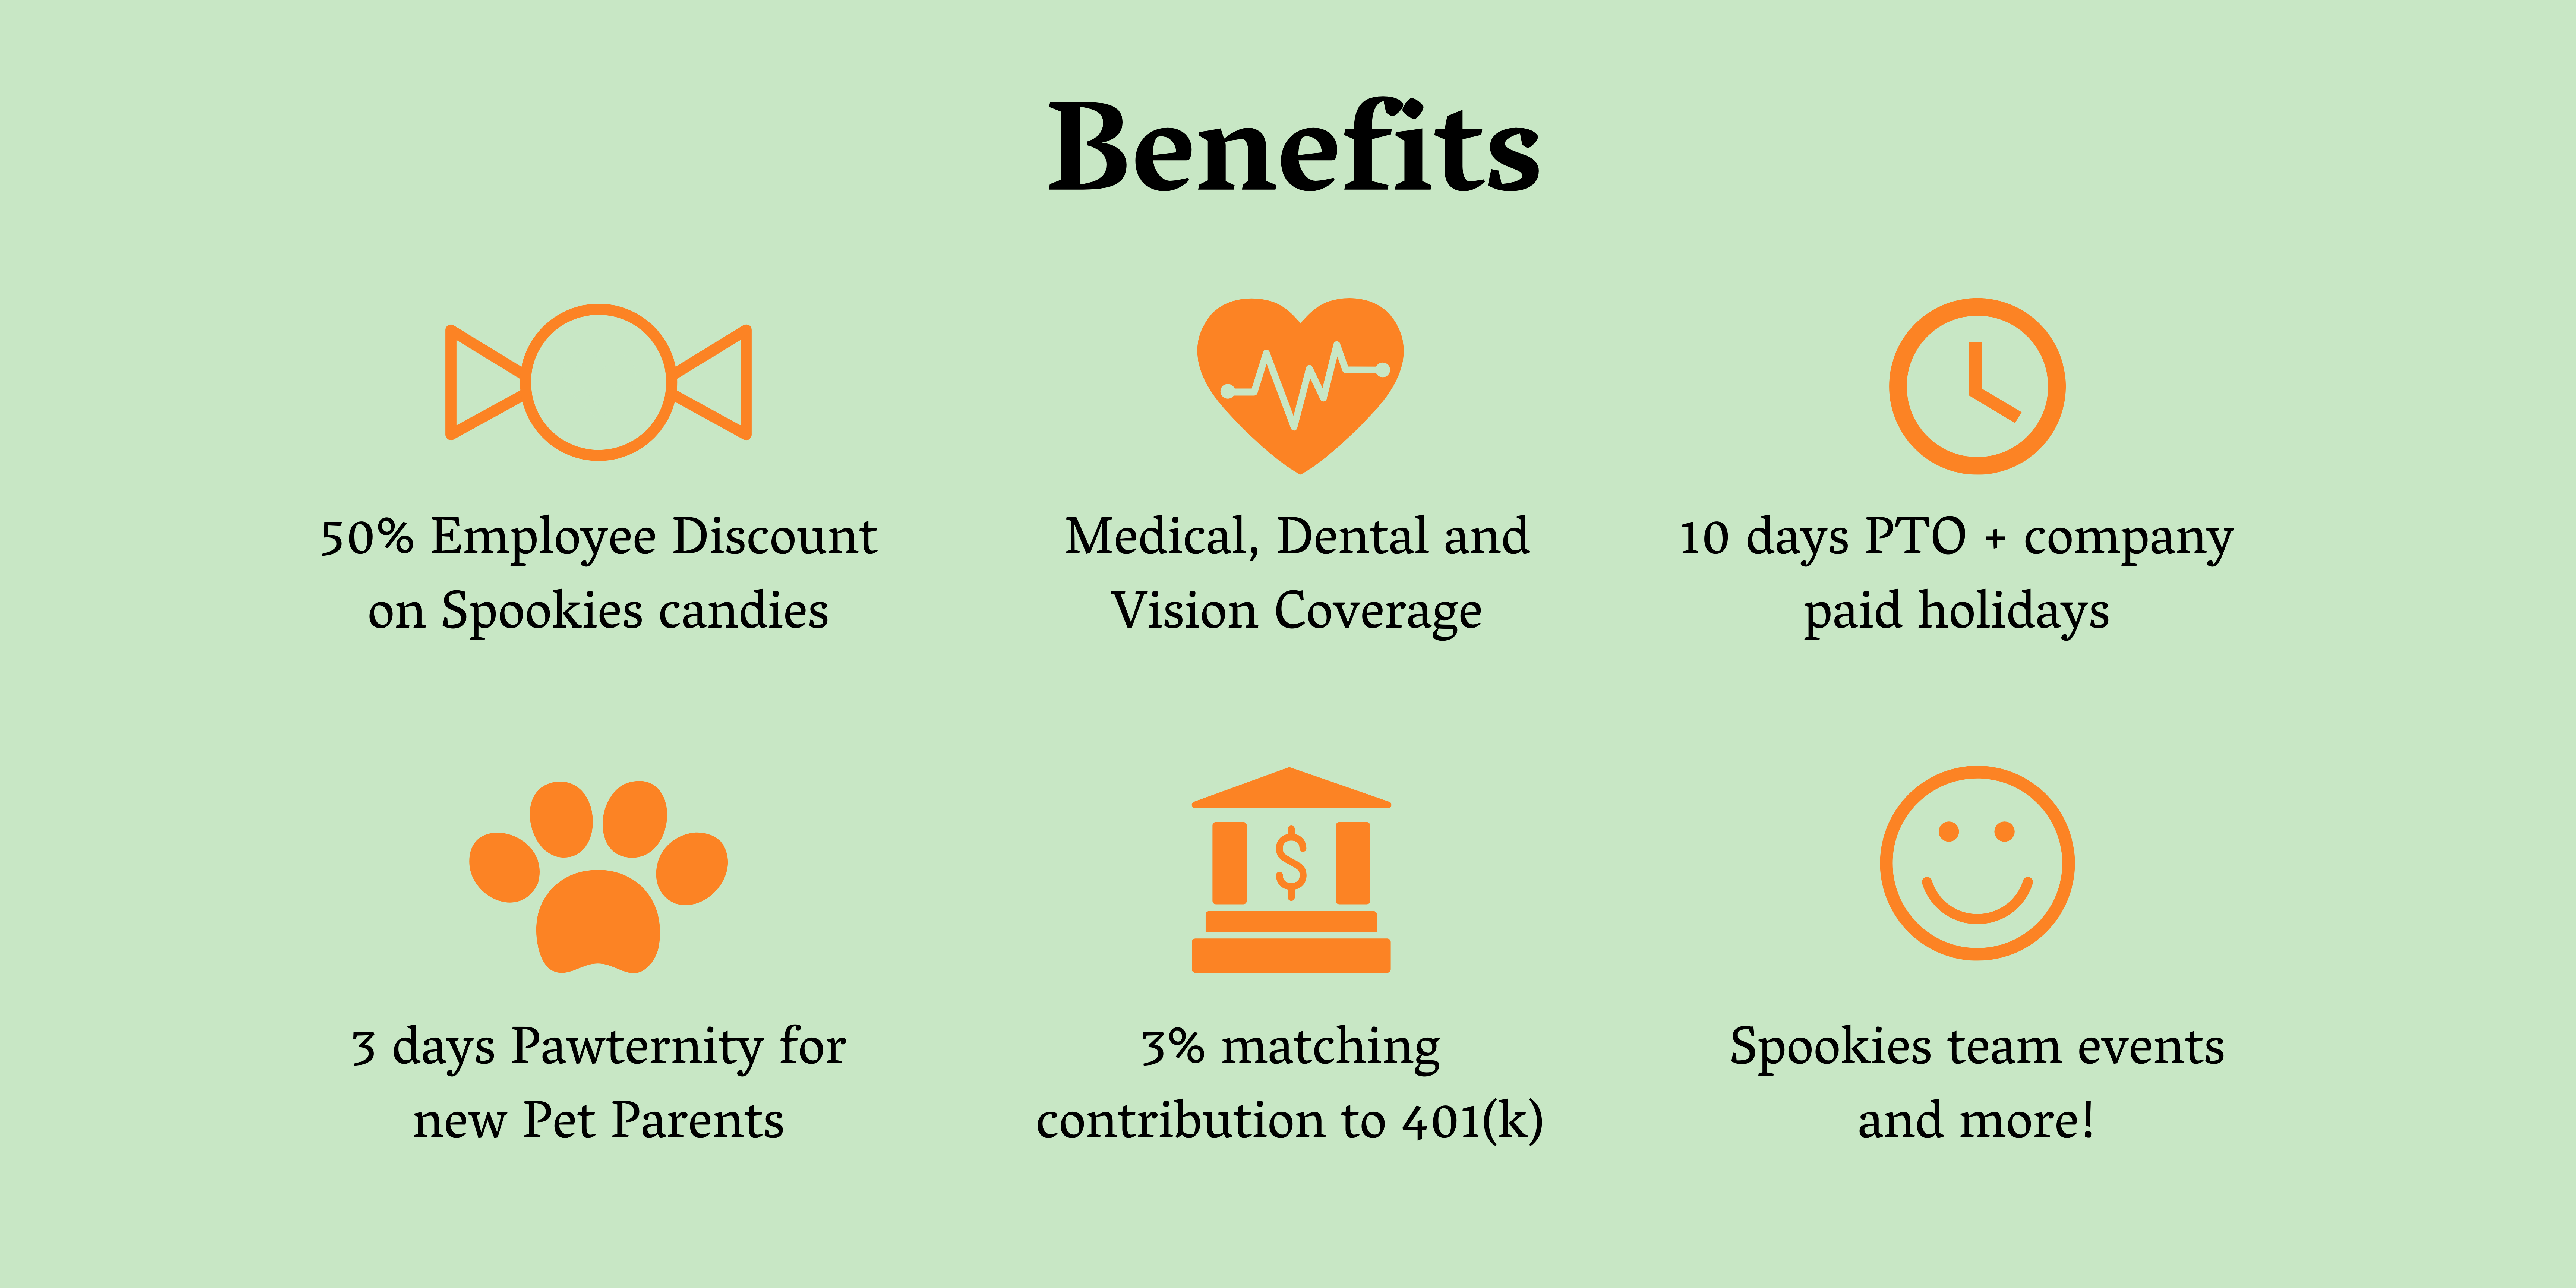 Benefits
50% Employee Discount
on Spookies candies
Medical, Dental and
Vision Coverage
10 days PTO + company
paid holidays
3 days Pawternity for
new Pet Parents
$
3% matching
contribution to 401(k)
Spookies team events
and more!